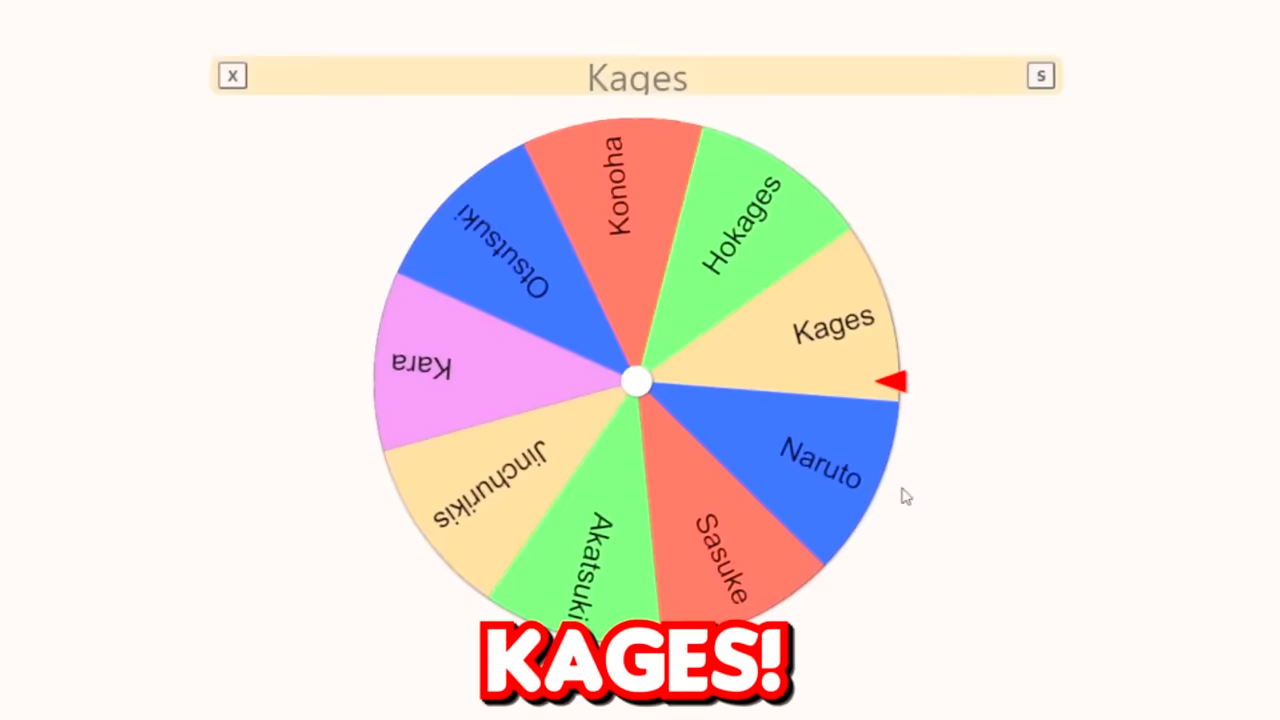 X
Kages
S
Konoha
Hokages
Otsutsuki
Kages
Kara
Naruto
Jinchurikis
Akatsuki
Sasuke
KAGES!